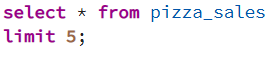 select * from pizza_sales
limit 5;